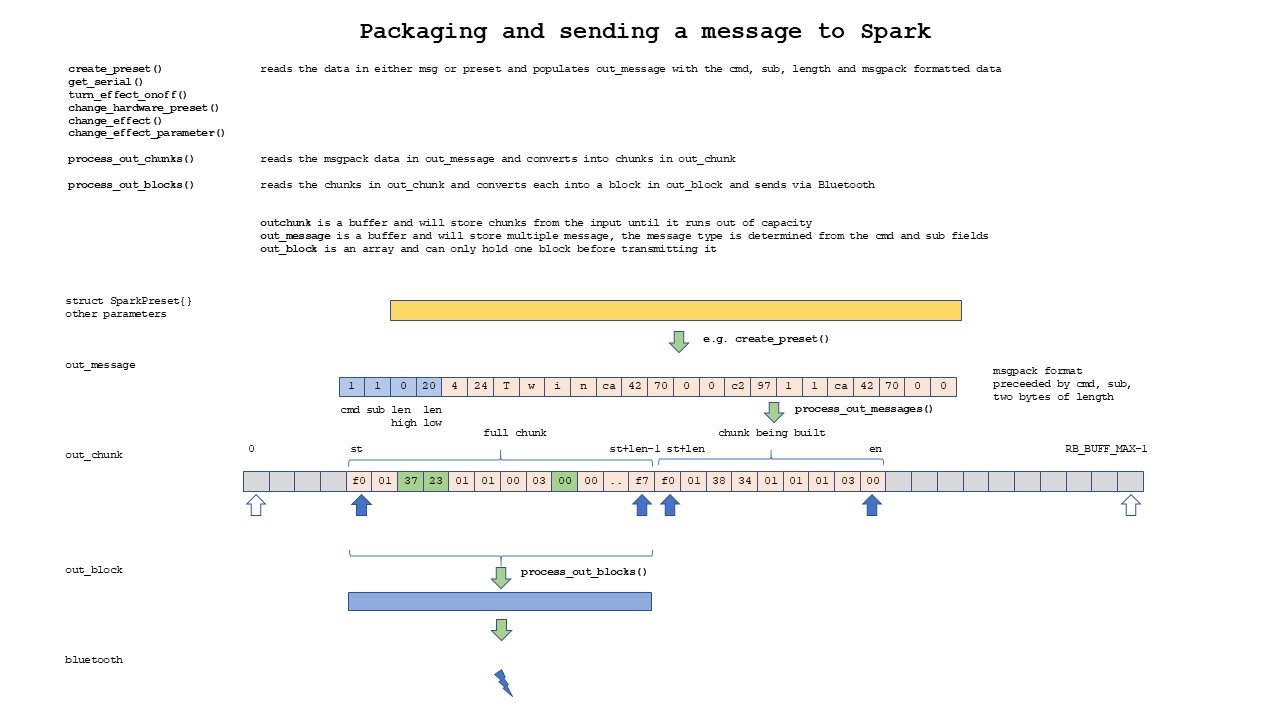 Packaging and sending a message to Spark
create_preset() reads the data in either msg or preset and populates out_message with the cmd, sub, length and msgpack formatted data
get_serial()
turn_effect_onoff()
change_hardware_preset()
change_effect()
change_effect_parameter()
process_out_chunks() reads the msgpack data in out_message and converts into chunks in out_chunk
process_out_blocks() reads the chunks in out_chunk and converts each into a block in out_block and sends via Bluetooth
outchunk is a buffer and will store chunks from the input until it runs out of capacity
out_message is a buffer and will store multiple message, the message type is determined from the cmd and sub fields
out_block is an array and can only hold one block before transmitting it
struct SparkPreset{}
other parameters
e.g. create_preset()
out_message
1 1 0 20 4 24 T w i n ca 42 70 0 0 c2 97 1 1 ca 42 70 0 0
msgpack format
preceeded by cmd, sub,
two bytes of length
cmd sub len len
high low
process_out_messages()
full chunk chunk being built
out_chunk
0 st st+len-1 st+len en RB_BUFF_MAX-1
f0 01 37 23 01 01 00 03 00 00 .. f7 f0 01 38 34 01 01 01 03 00
out_block
process_out_blocks()
bluetooth